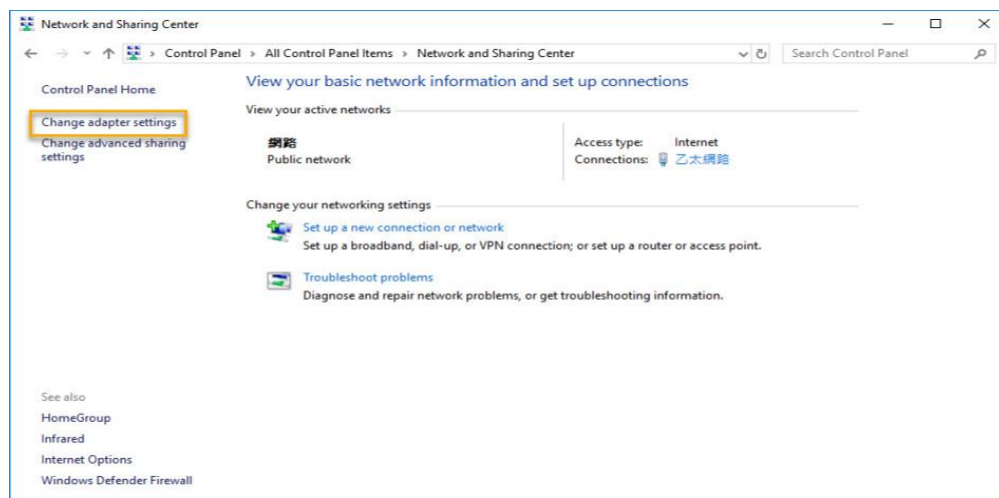 Network and Sharing Center
Control Panel > All Control Panel Items > Network and Sharing Center
Search Control Panel
Control Panel Home
Change adapter settings
Change advanced sharing
settings
View your basic network information and set up connections
View your active networks
網路
Public network
Access type: Internet
Connections: 乙太網路
Change your networking settings
Set up a new connection or network
Set up a broadband, dial-up, or VPN connection; or set up a router or access point.
Troubleshoot problems
Diagnose and repair network problems, or get troubleshooting information.
See also
HomeGroup
Infrared
Internet Options
Windows Defender Firewall